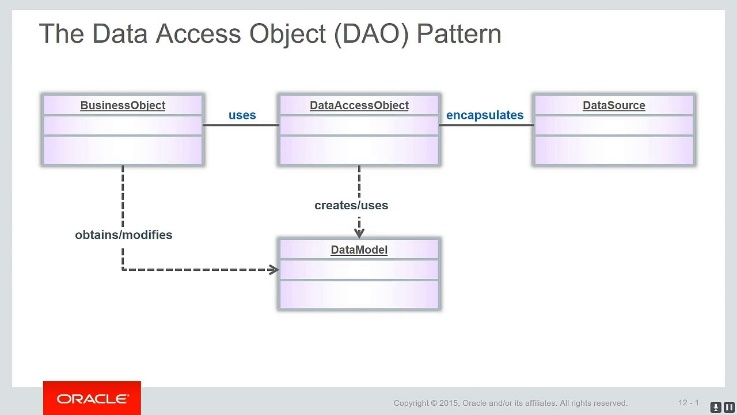 The Data Access Object (DAO) Pattern
BusinessObject
uses
DataAccessObject
encapsulates
DataSource
creates/uses
obtains/modifies
DataModel
ORACLE
Copyright © 2015, Oracle and/or its affiliates. All rights reserved.
12 - 1